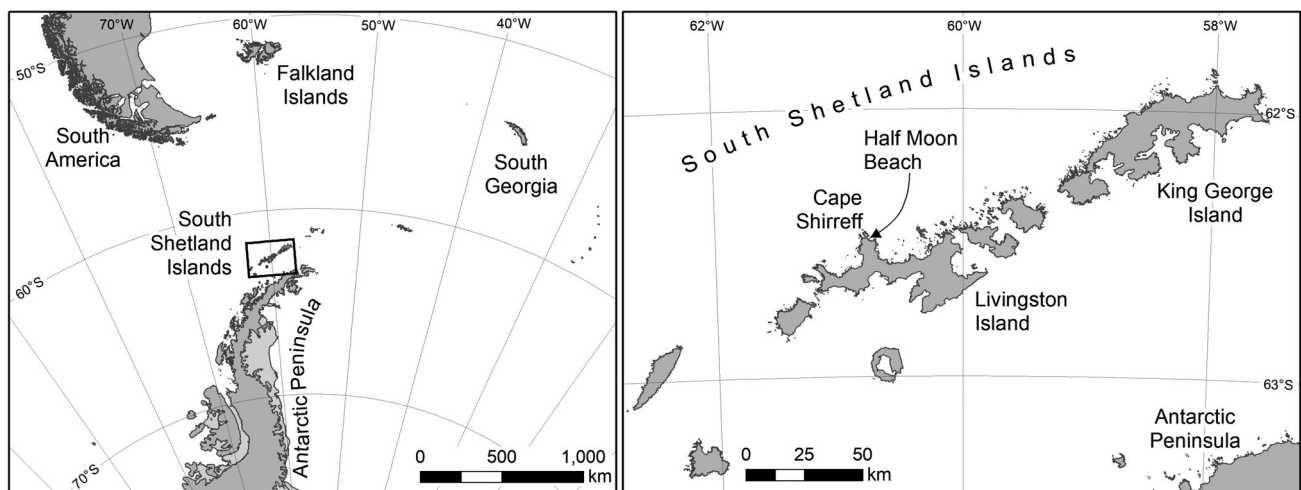 70°W
60°W
50°W
40°W
50°S
Falkland
Islands
South
America
South
Georgia
South
Shetland
Islands
60°S
Antarctic Peninsula
70°S
0
500
1,000
km
62°W
60°W
58°W
South Shetland Islands
62°S
Half Moon
Beach
Cape
Shirreff
King George
Island
Livingston
Island
63°S
Antarctic
Peninsula
0
25
50
km